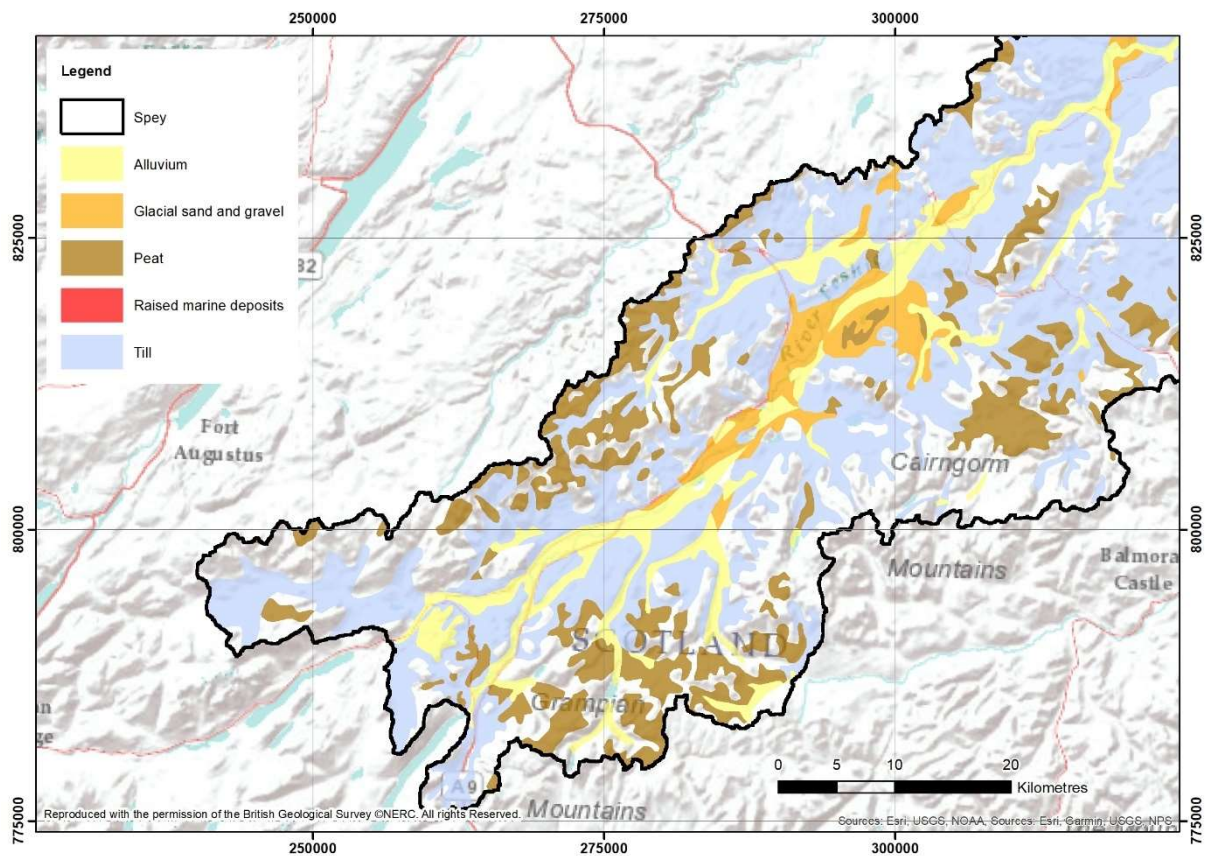 250000
275000
300000
Legend
Spey
Alluvium
Glacial sand and gravel
Peat
Raised marine deposits
Till
825000
825000
82
River
Fort
Augustus
Cairngorm
800000
800000
Mountains
Balmora
Castle
SCOTLAND
Grampian
an
ge
A9
0 5 10 20
Kilometres
Mountains
Reproduced with the permission of the British Geological Survey ©NERC. All rights Reserved.
Sources: Esri, USGS, NOAA, Sources: Esri, Garmin, USGS, NPS
775000
775000
250000
275000
300000